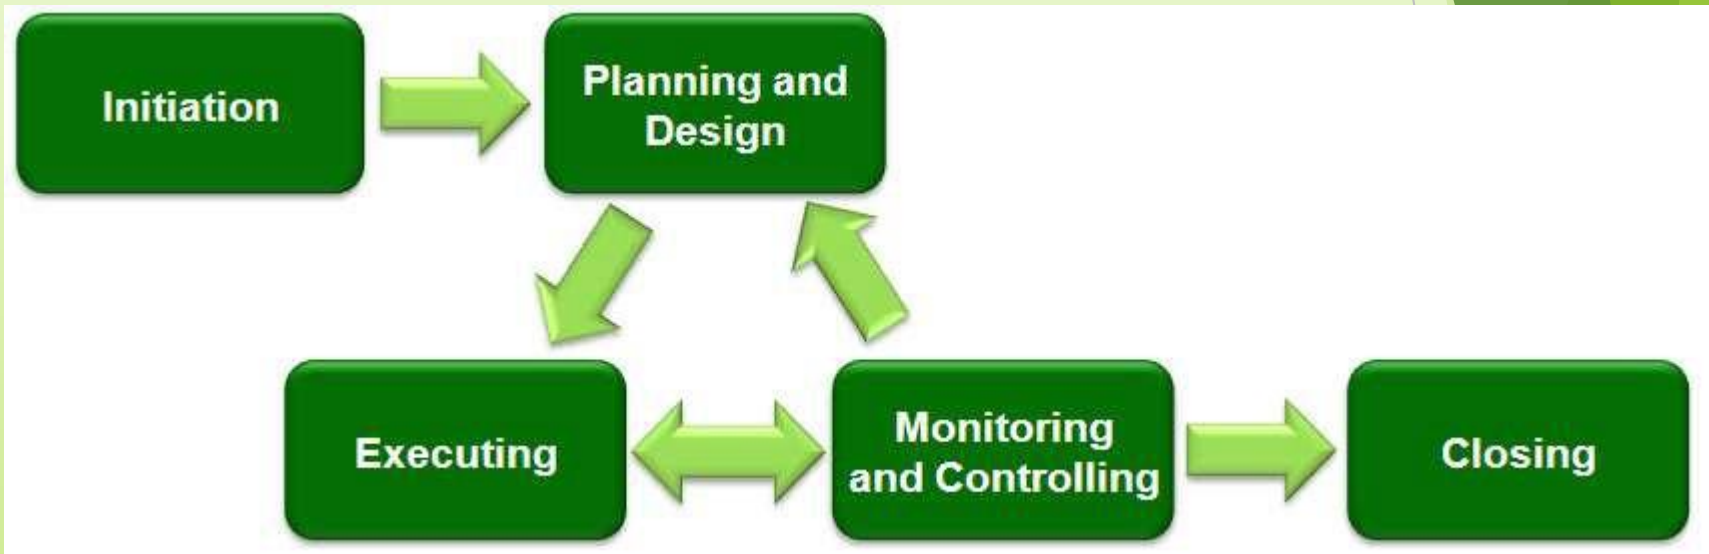 Initiation
Planning and
Design
Executing
Monitoring
and Controlling
Closing